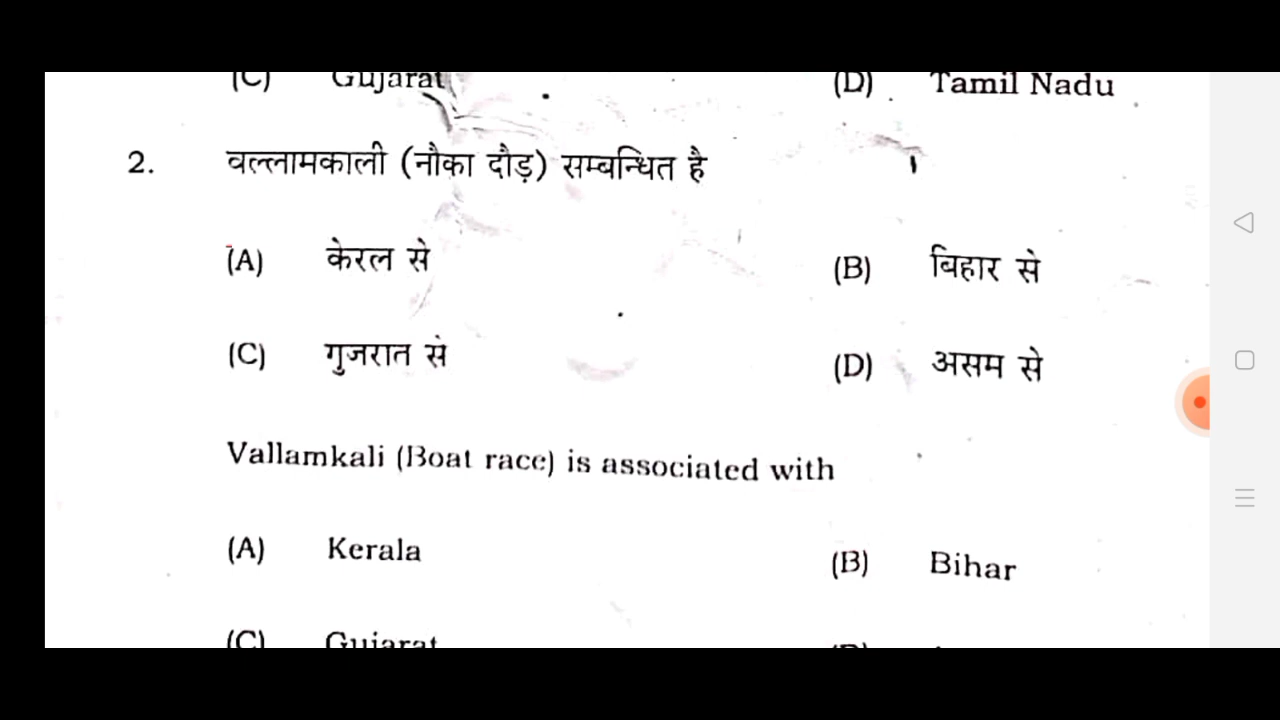 (C) Gujarat (D) Tamil Nadu
2. वल्लामकाली (नौका दौड़) सम्बन्धित है
(A) केरल से (B) बिहार से
(C) गुजरात से (D) असम से
Vallamkali (Boat race) is associated with
(A) Kerala (B) Bihar
(C) Gujarat (D)